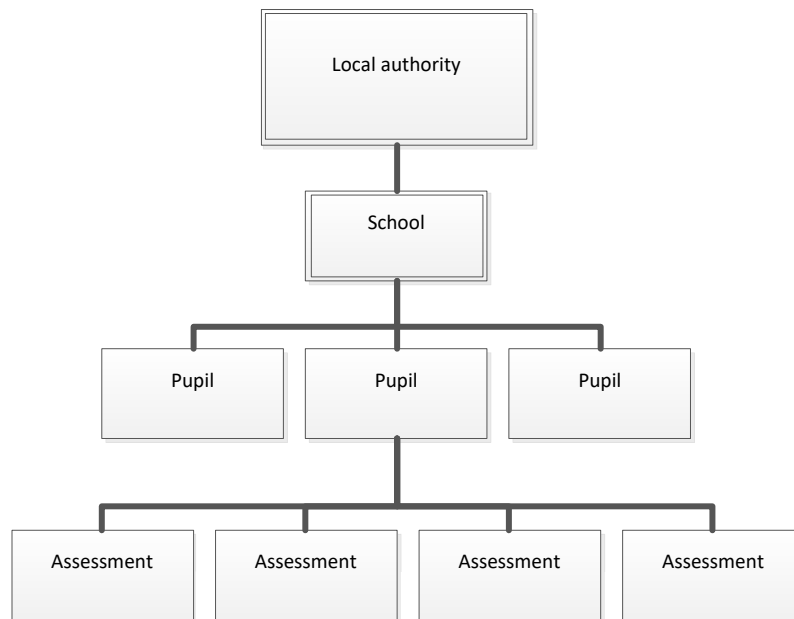 Local authority
School
Pupil
Pupil
Pupil
Assessment
Assessment
Assessment
Assessment